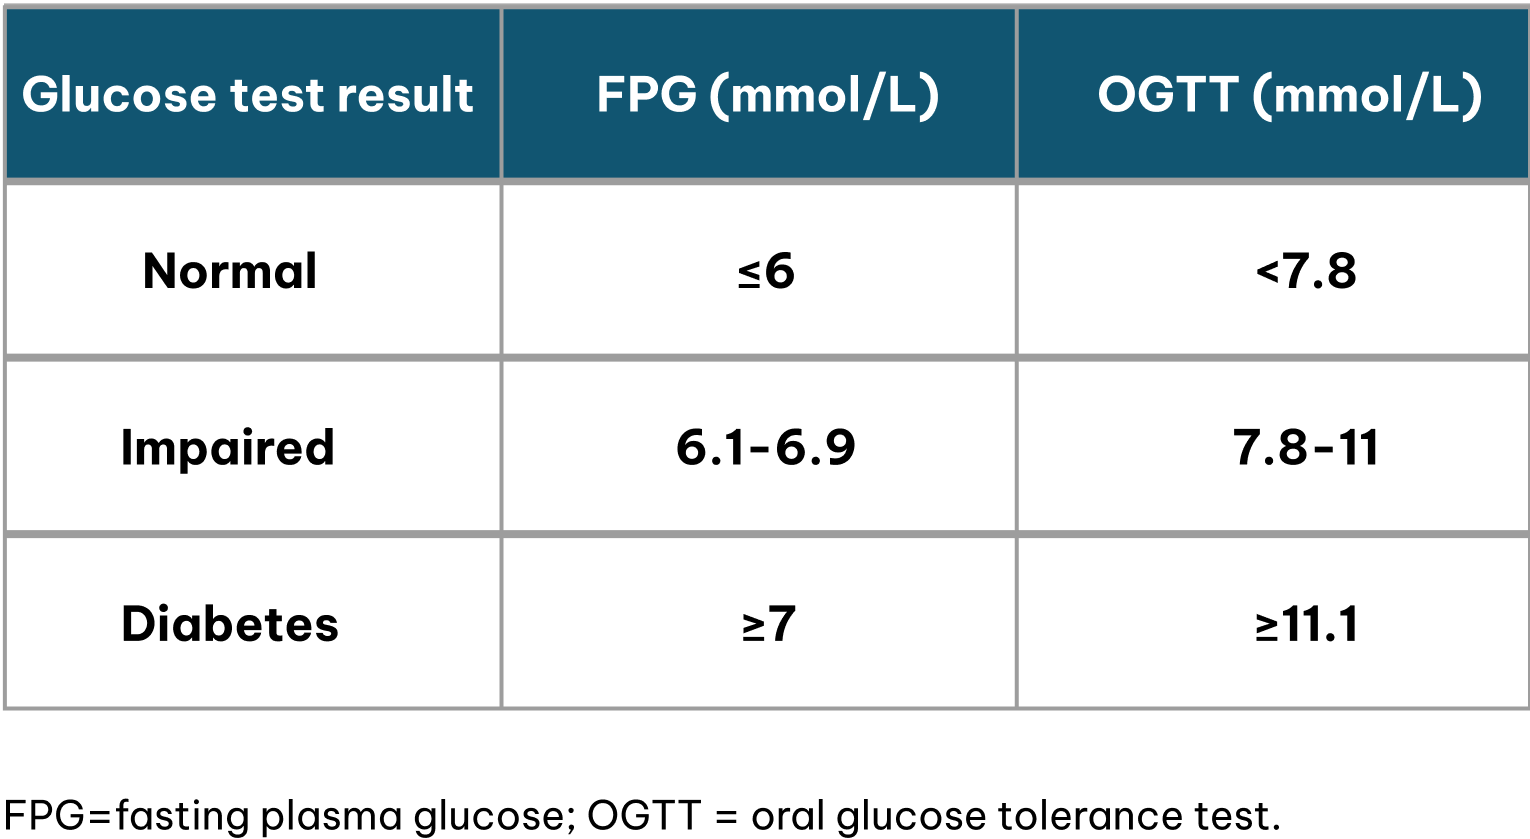 Glucose test result FPG (mmol/L) OGTT (mmol/L)
Normal ≤6 <7.8
Impaired 6.1-6.9 7.8-11
Diabetes ≥7 ≥11.1
FPG=fasting plasma glucose; OGTT = oral glucose tolerance test.